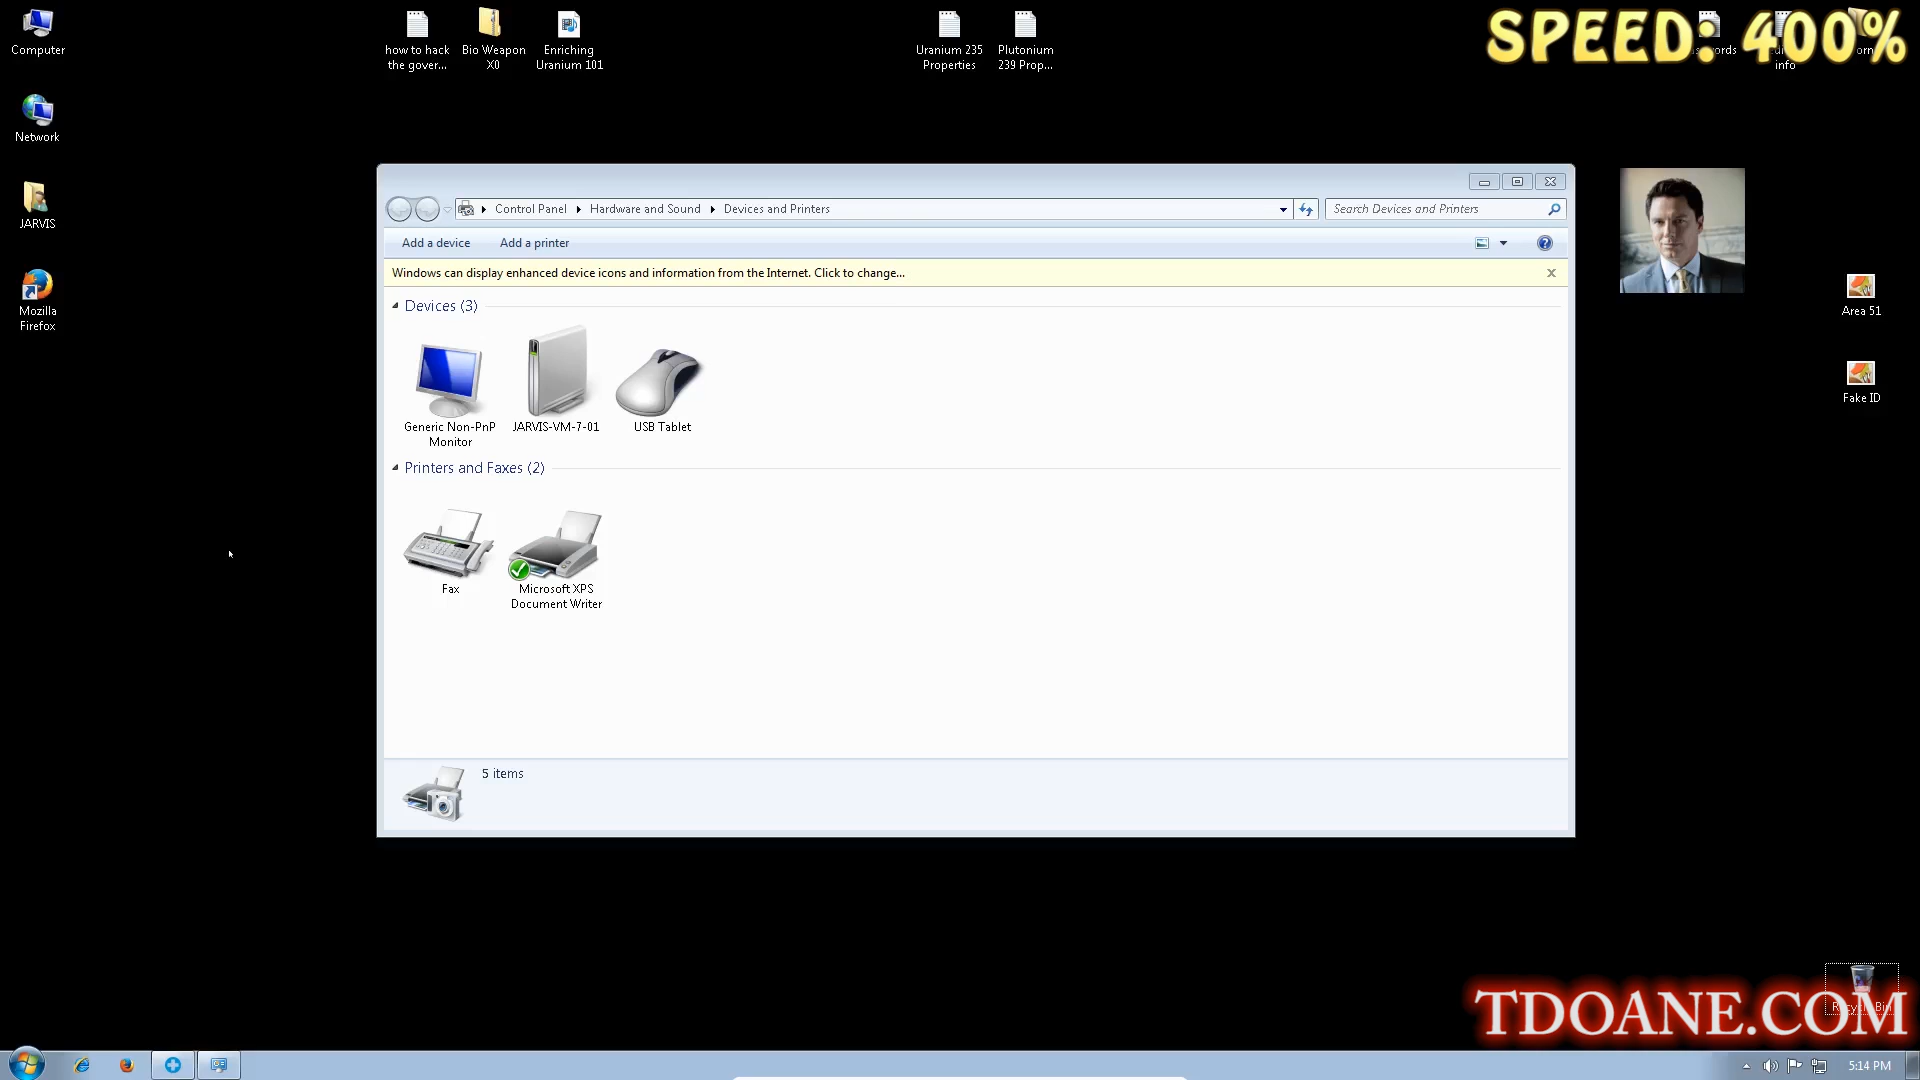 Computer
how to hack
the gover...
Bio Weapon
X0
Enriching
Uranium 101
Uranium 235
Properties
Plutonium
239 Prop...
SPEED: 400%
info
Network
JARVIS
Mozilla
Firefox
Control Panel
Hardware and Sound
Devices and Printers
Search Devices and Printers
Add a device
Add a printer
Windows can display enhanced device icons and information from the Internet. Click to change...
Devices (3)
Generic Non-PnP
Monitor
JARVIS-VM-7-01
USB Tablet
Printers and Faxes (2)
Fax
Microsoft XPS
Document Writer
5 items
Area 51
Fake ID
Recycle Bin
TDOANE.COM
5:14 PM